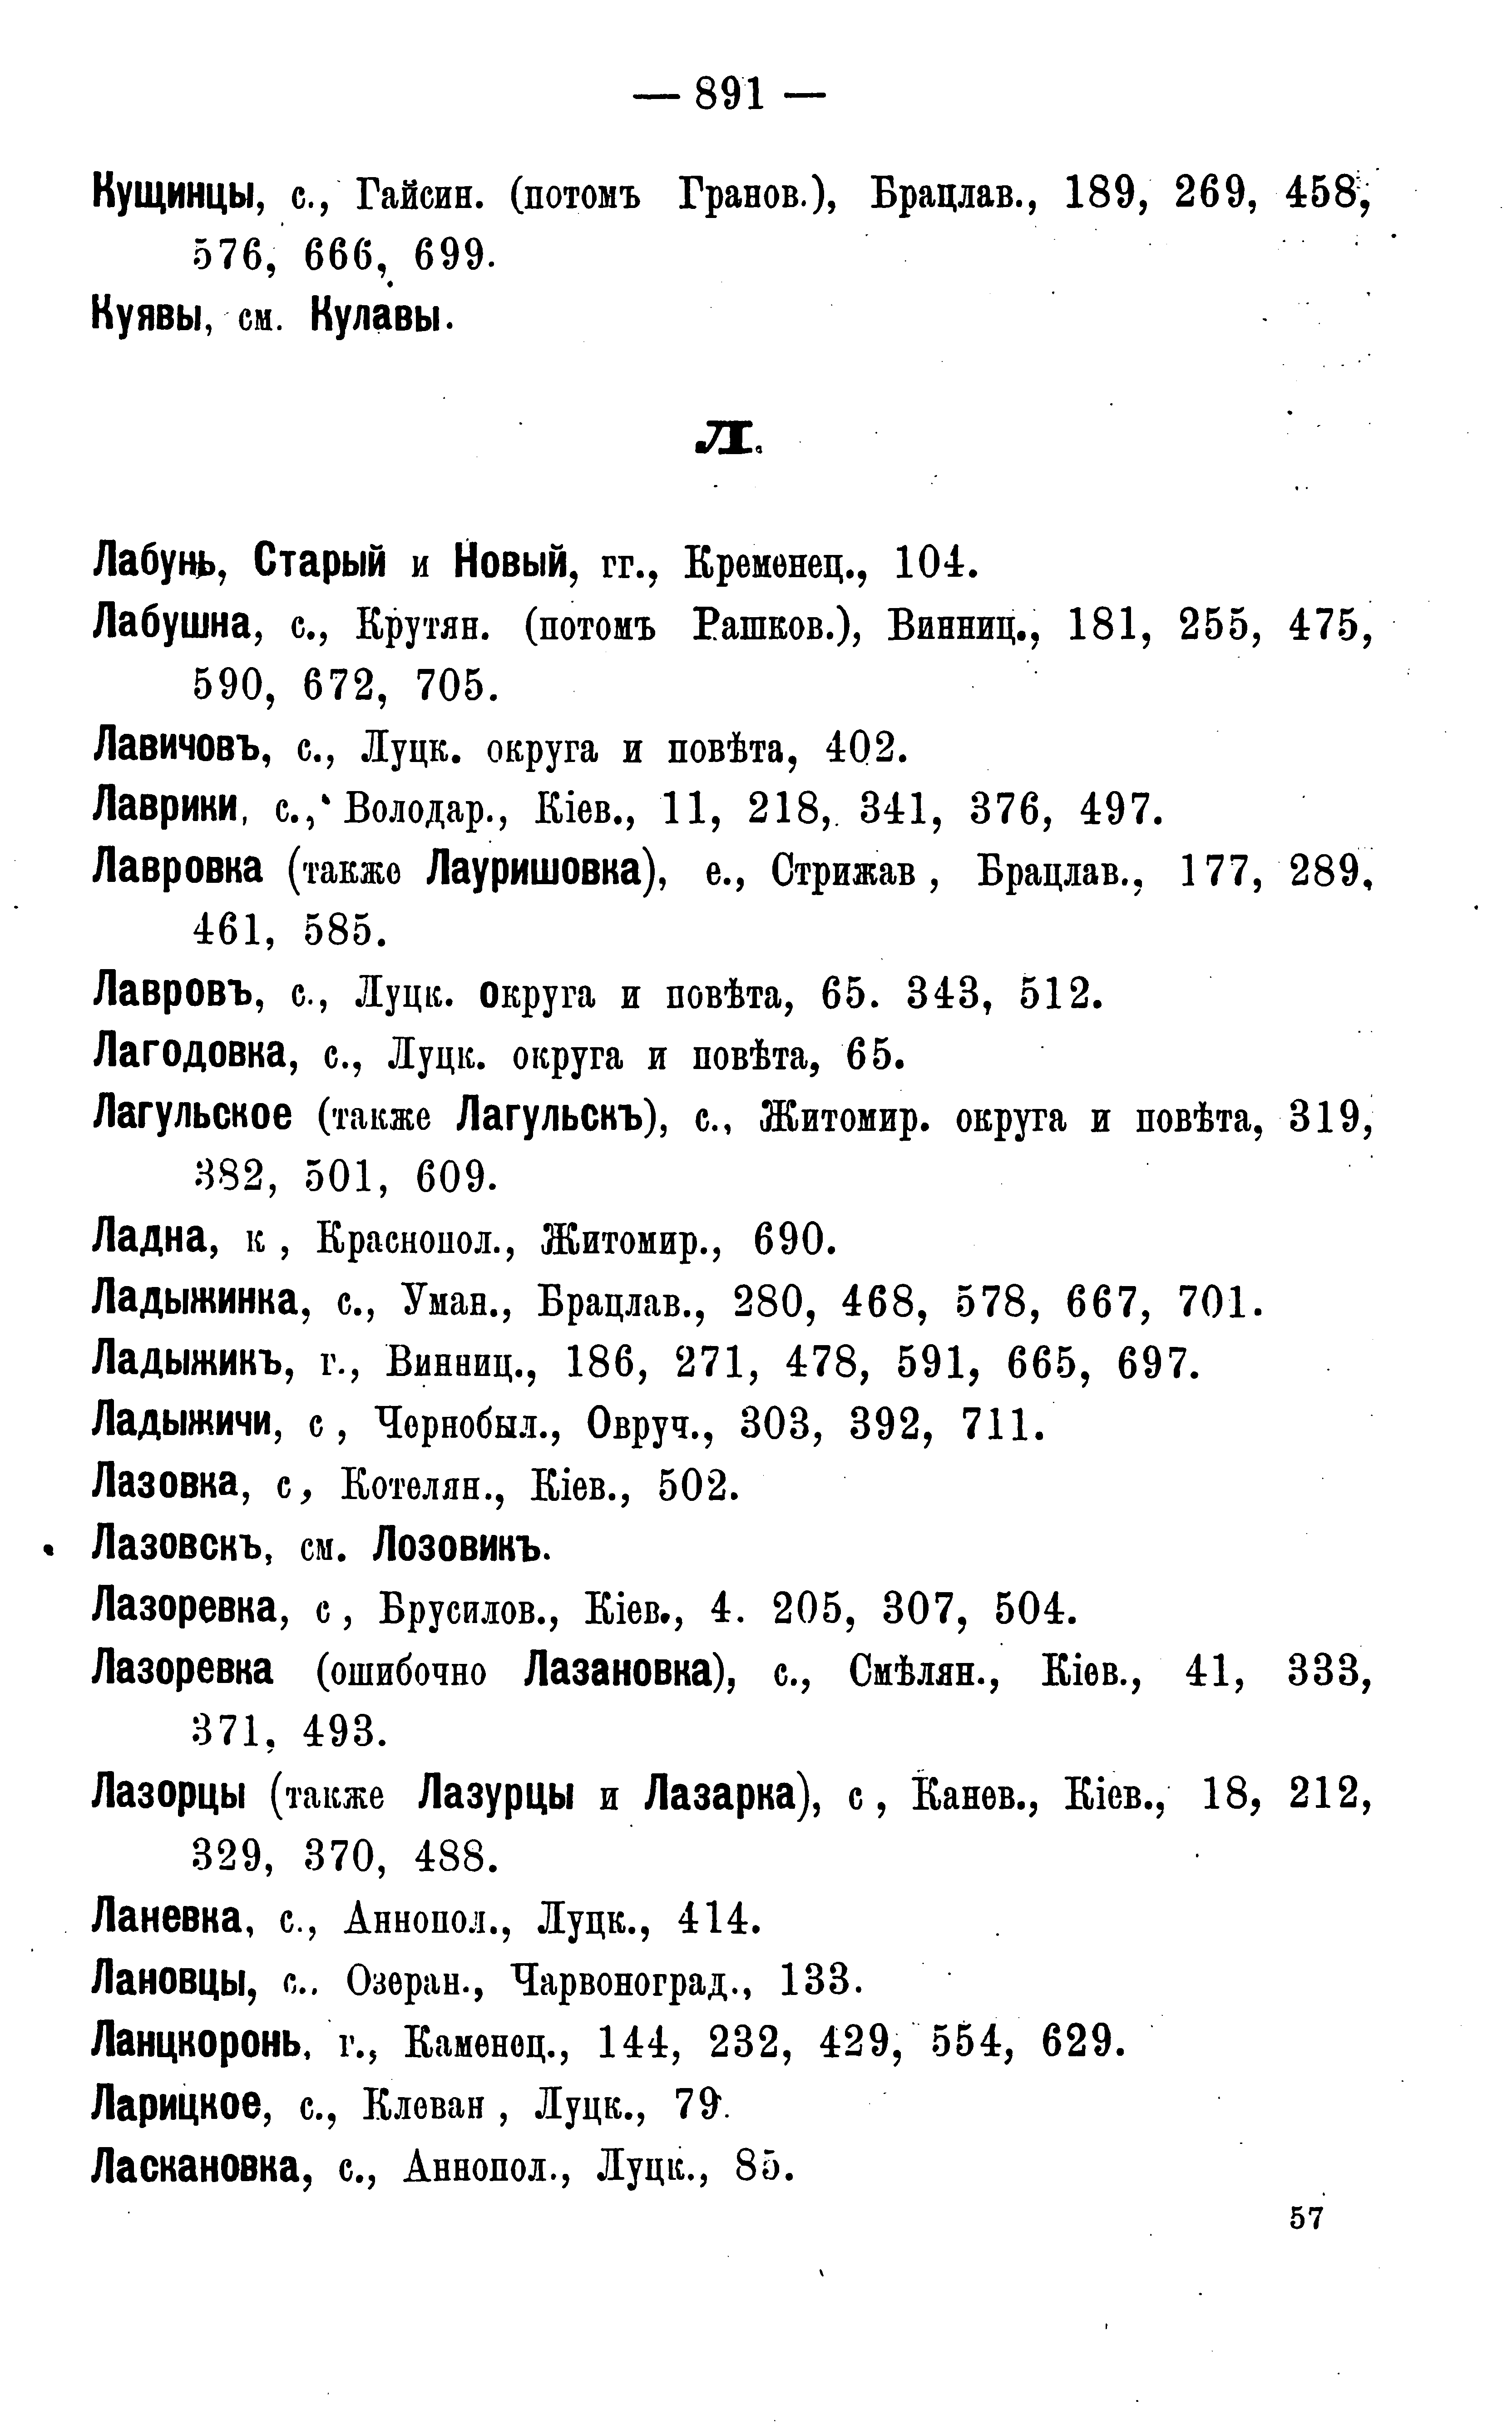 — 891 —
Кущинцы, с., Гайсин. (потомъ Гранов.), Брацлав., 189, 269, 458,
576, 666, 699.
Куявы, см. Кулавы.
Л.
Лабунь, Старый и Новый, гг., Кременец., 104.
Лабушна, с., Крутян. (потомъ Рашков.), Винниц., 181, 255, 475,
590, 672, 705.
Лавичовъ, с., Луцк. округа и повѣта, 402.
Лаврики, с., Володар., Кіев., 11, 218, 341, 376, 497.
Лавровка (также Лауришовка), е., Стрижав , Брацлав., 177, 289,
461, 585.
Лавровъ, с., Луцк. округа и повѣта, 65. 343, 512.
Лагодовка, с., Луцк. округа и повѣта, 65.
Лагульское (также Лагульскъ), с., Житомир. округа и повѣта, 319,
382, 501, 609.
Ладна, к , Краснопол., Житомир., 690.
Ладыжинка, с., Уман., Брацлав., 280, 468, 578, 667, 701.
Ладыжикъ, г., Винниц., 186, 271, 478, 591, 665, 697.
Ладыжичи, с , Чернобыл., Овруч., 303, 392, 711.
Лазовка, с, Котелян., Кіев., 502.
Лазовскъ, см. Лозовикъ.
Лазоревка, с , Брусилов., Кіев., 4. 205, 307, 504.
Лазоревка (ошибочно Лазановка), с., Смѣлян., Кіев., 41, 333,
371, 493.
Лазорцы (также Лазурцы и Лазарка), с , Канев., Кіев., 18, 212,
329, 370, 488.
Ланевка, с., Аннопол., Луцк., 414.
Лановцы, с.. Озеран., Чарвоноград., 133.
Ланцкоронь, г., Каменец., 144, 232, 429, 554, 629.
Ларицкое, с., Клеван , Луцк., 79.
Ласкановка, с., Аннопол., Луцк., 85.
57